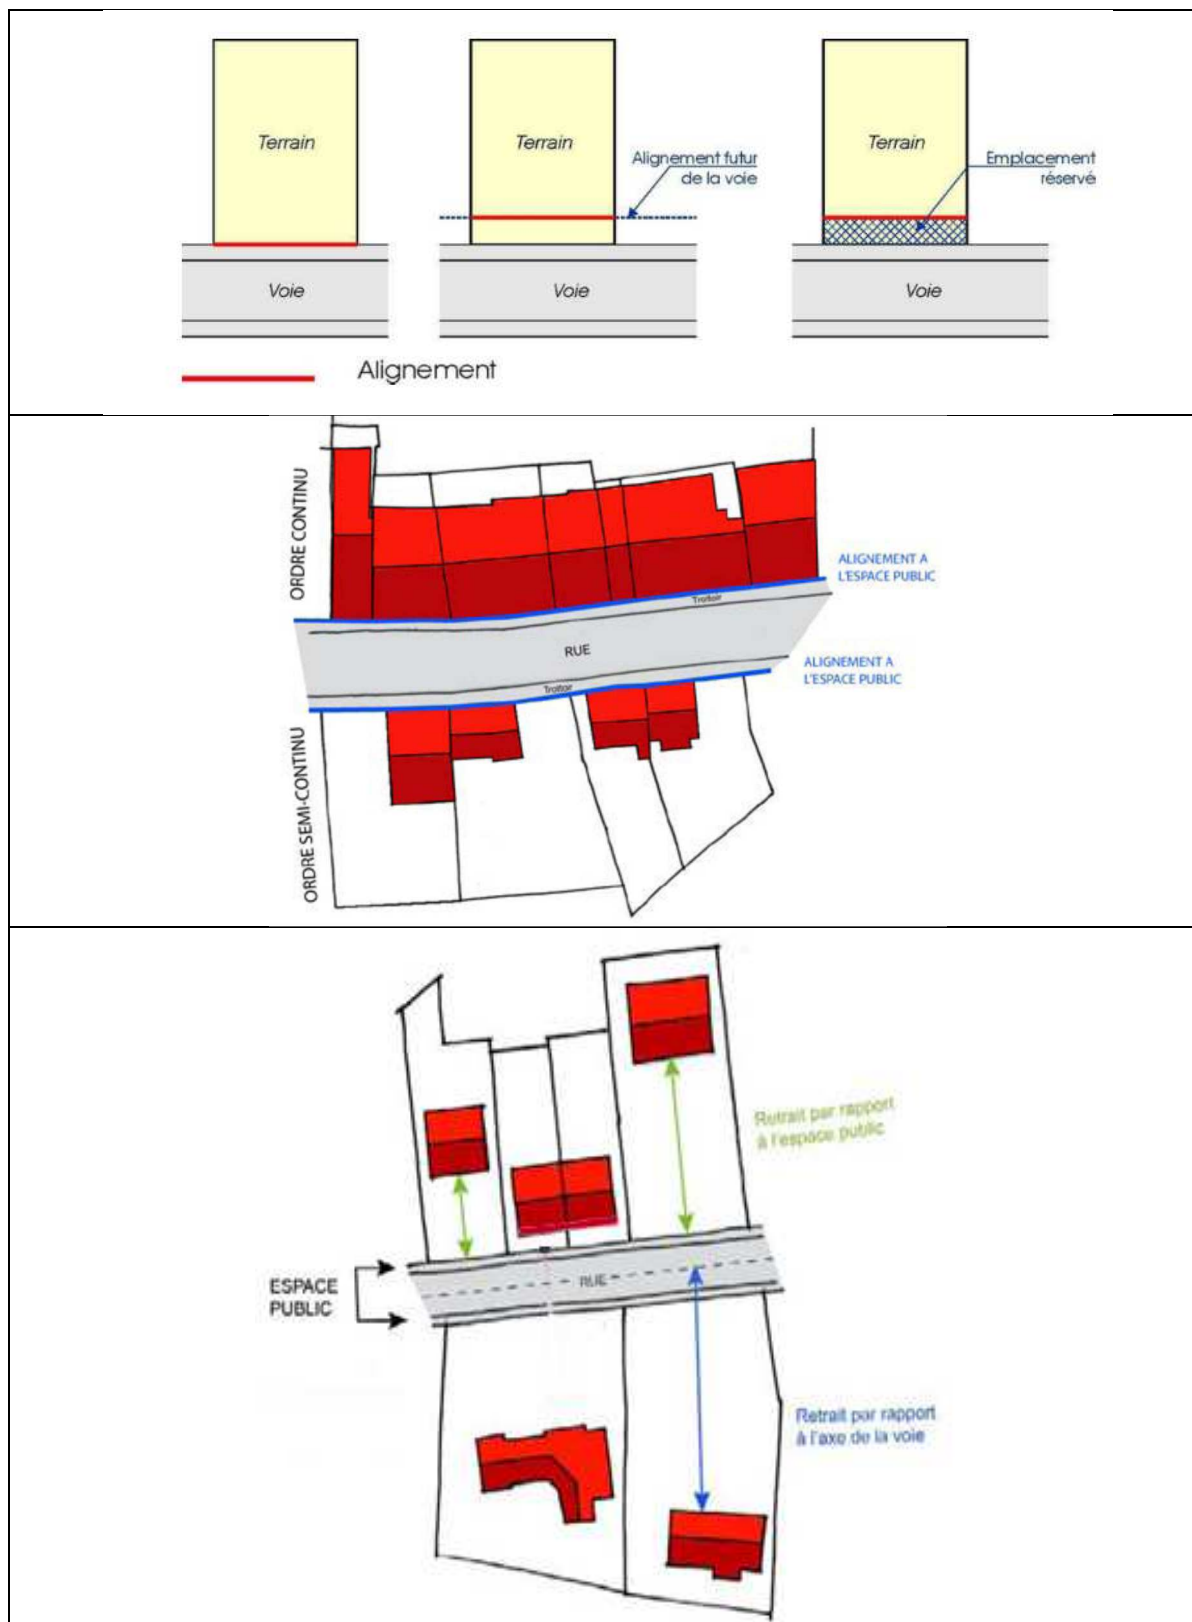 Terrain
Terrain
Alignement futur
de la voie
Terrain
Emplacement
réservé
Voie
Voie
Voie
Alignement
ORDRE CONTINU
ALIGNEMENT A
L'ESPACE PUBLIC
Trottoir
RUE
ALIGNEMENT A
L'ESPACE PUBLIC
Trottoir
ORDRE SEMI-CONTINU
Retrait par rapport
à l'espace public
ESPACE
PUBLIC
RUE
Retrait par rapport
à l'axe de la voie